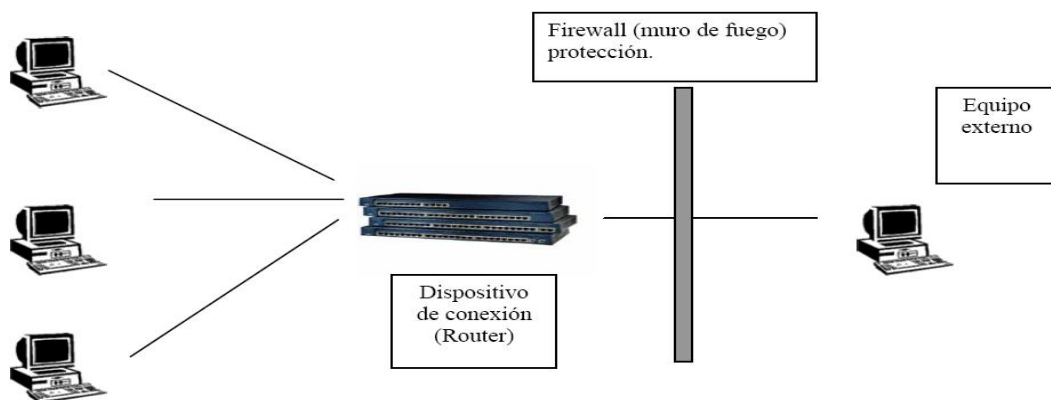 Firewall (muro de fuego)
protección.
Equipo
externo
Dispositivo
de conexión
(Router)